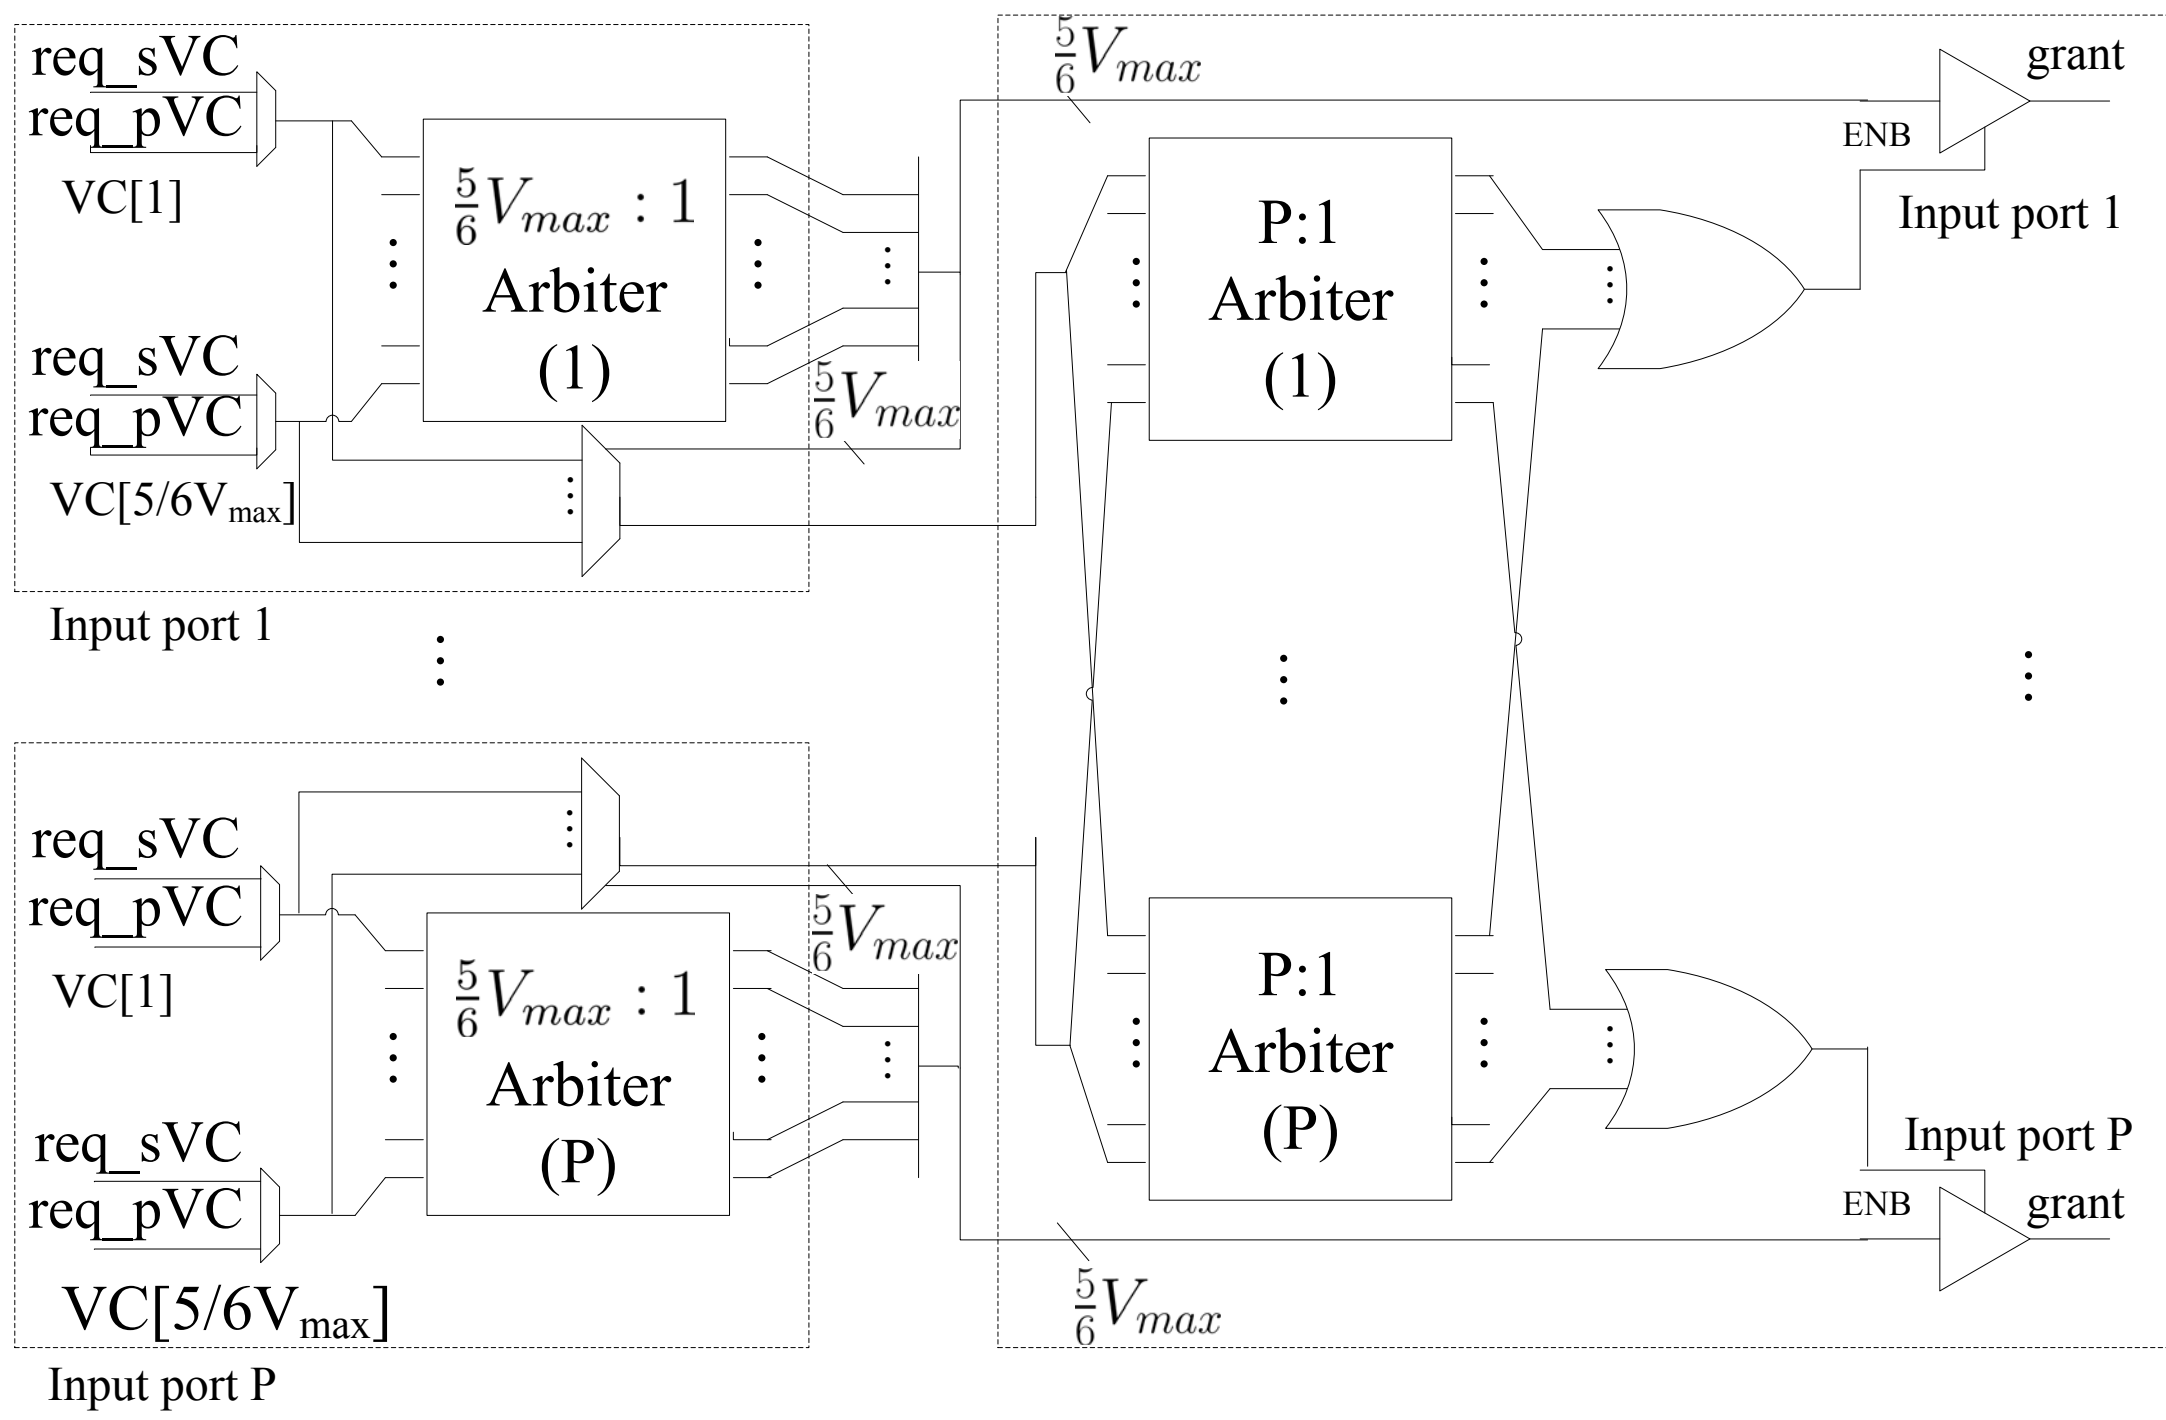 req_sVC
req_pVC
VC[1]
req_sVC
req_pVC
VC[5/6V_max]
5/6 V_max : 1
Arbiter
(1)
5/6 V_max
Input port 1
5/6 V_max
P:1
Arbiter
(1)
grant
ENB
Input port 1
req_sVC
req_pVC
VC[1]
req_sVC
req_pVC
VC[5/6V_max]
5/6 V_max : 1
Arbiter
(P)
5/6 V_max
Input port P
P:1
Arbiter
(P)
5/6 V_max
Input port P
ENB
grant